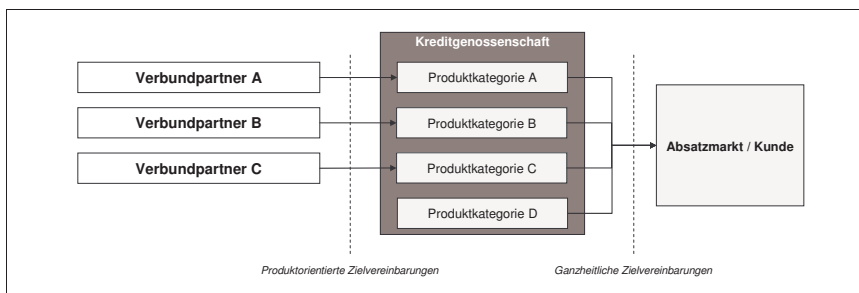 Kreditgenossenschaft
Verbundpartner A
Produktkategorie A
Verbundpartner B
Produktkategorie B
Absatzmarkt / Kunde
Verbundpartner C
Produktkategorie C
Produktkategorie D
Produktorientierte Zielvereinbarungen
Ganzheitliche Zielvereinbarungen